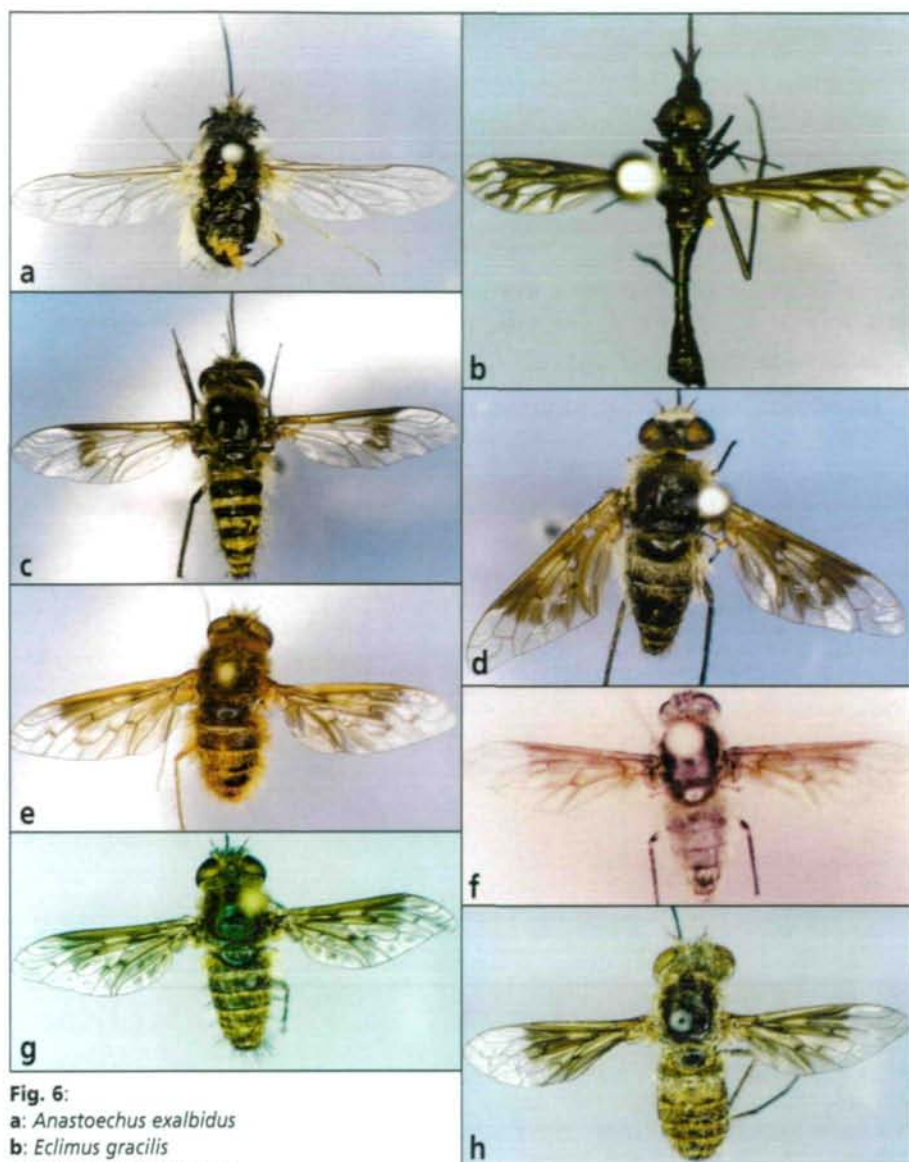 a
b
c
d
e
f
g
h
Fig. 6:
a: Anastoechus exalbidus
b: Eclimus gracilis